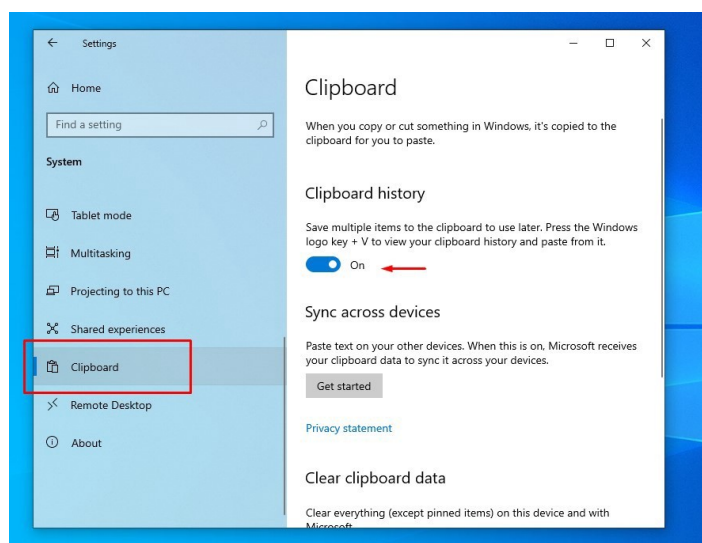 Settings
Home
Find a setting
System
Tablet mode
Multitasking
Projecting to this PC
Shared experiences
Clipboard
Remote Desktop
About
Clipboard
When you copy or cut something in Windows, it's copied to the
clipboard for you to paste.
Clipboard history
Save multiple items to the clipboard to use later. Press the Windows
logo key + V to view your clipboard history and paste from it.
On
Sync across devices
Paste text on your other devices. When this is on, Microsoft receives
your clipboard data to sync it across your devices.
Get started
Privacy statement
Clear clipboard data
Clear everything (except pinned items) on this device and with
Microsoft